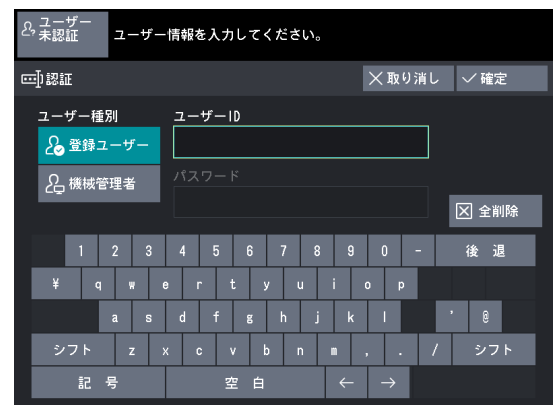 ユーザー
未認証
ユーザー情報を入力してください。
認証
取り消し
確定
ユーザー種別
ユーザーID
登録ユーザー
機械管理者
パスワード
全削除
1 2 3 4 5 6 7 8 9 0 - 後 退
¥ q w e r t y u i o p
a s d f g h j k l ' @
シフト z x c v b n m , . / シフト
記 号 空 白 ← →